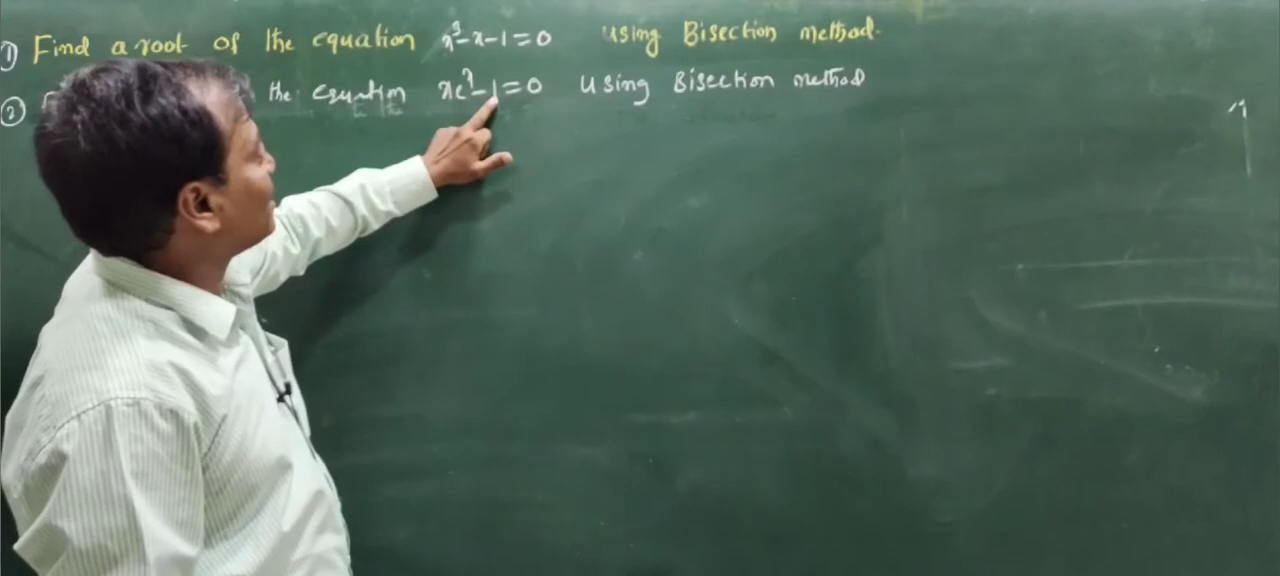 1) Find a root of the equation x³-x-1=0 using Bisection method.
2) the equation xeˣ-1=0 using Bisection method